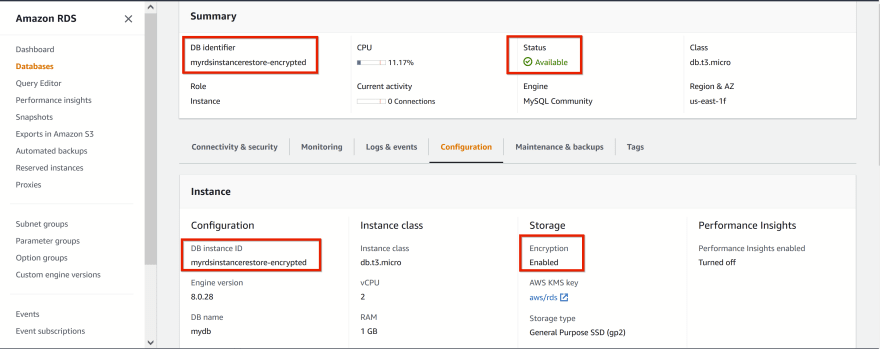 Amazon RDS
Dashboard
Databases
Query Editor
Performance insights
Snapshots
Exports in Amazon S3
Automated backups
Reserved instances
Proxies
Subnet groups
Parameter groups
Option groups
Custom engine versions
Events
Event subscriptions
Summary
DB identifier CPU Status Class
myrdsinstancerestore-encrypted 11.17% Available db.t3.micro
Role Current activity Engine Region & AZ
Instance 0 Connections MySQL Community us-east-1f
Connectivity & security Monitoring Logs & events Configuration Maintenance & backups Tags
Instance
Configuration Instance class Storage Performance Insights
DB instance ID Instance class Encryption Performance Insights enabled
myrdsinstancerestore-encrypted db.t3.micro Enabled Turned off
Engine version vCPU AWS KMS key
8.0.28 2 aws/rds
DB name RAM Storage type
mydb 1 GB General Purpose SSD (gp2)